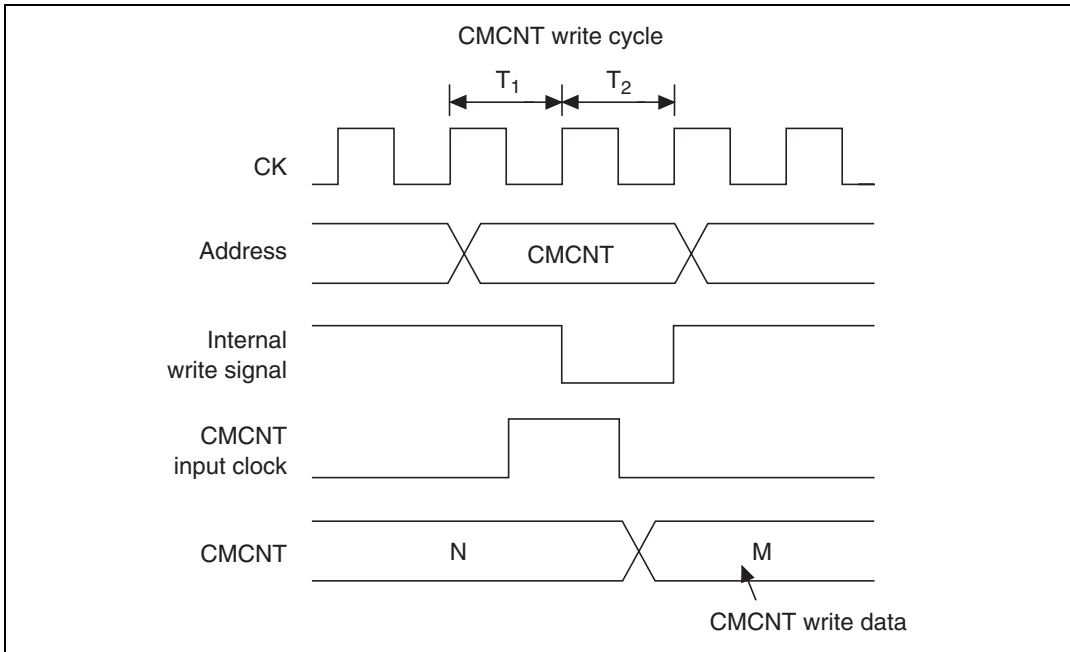 CMCNT write cycle
T1 T2
CK
Address CMCNT
Internal
write signal
CMCNT
input clock
CMCNT N M
CMCNT write data